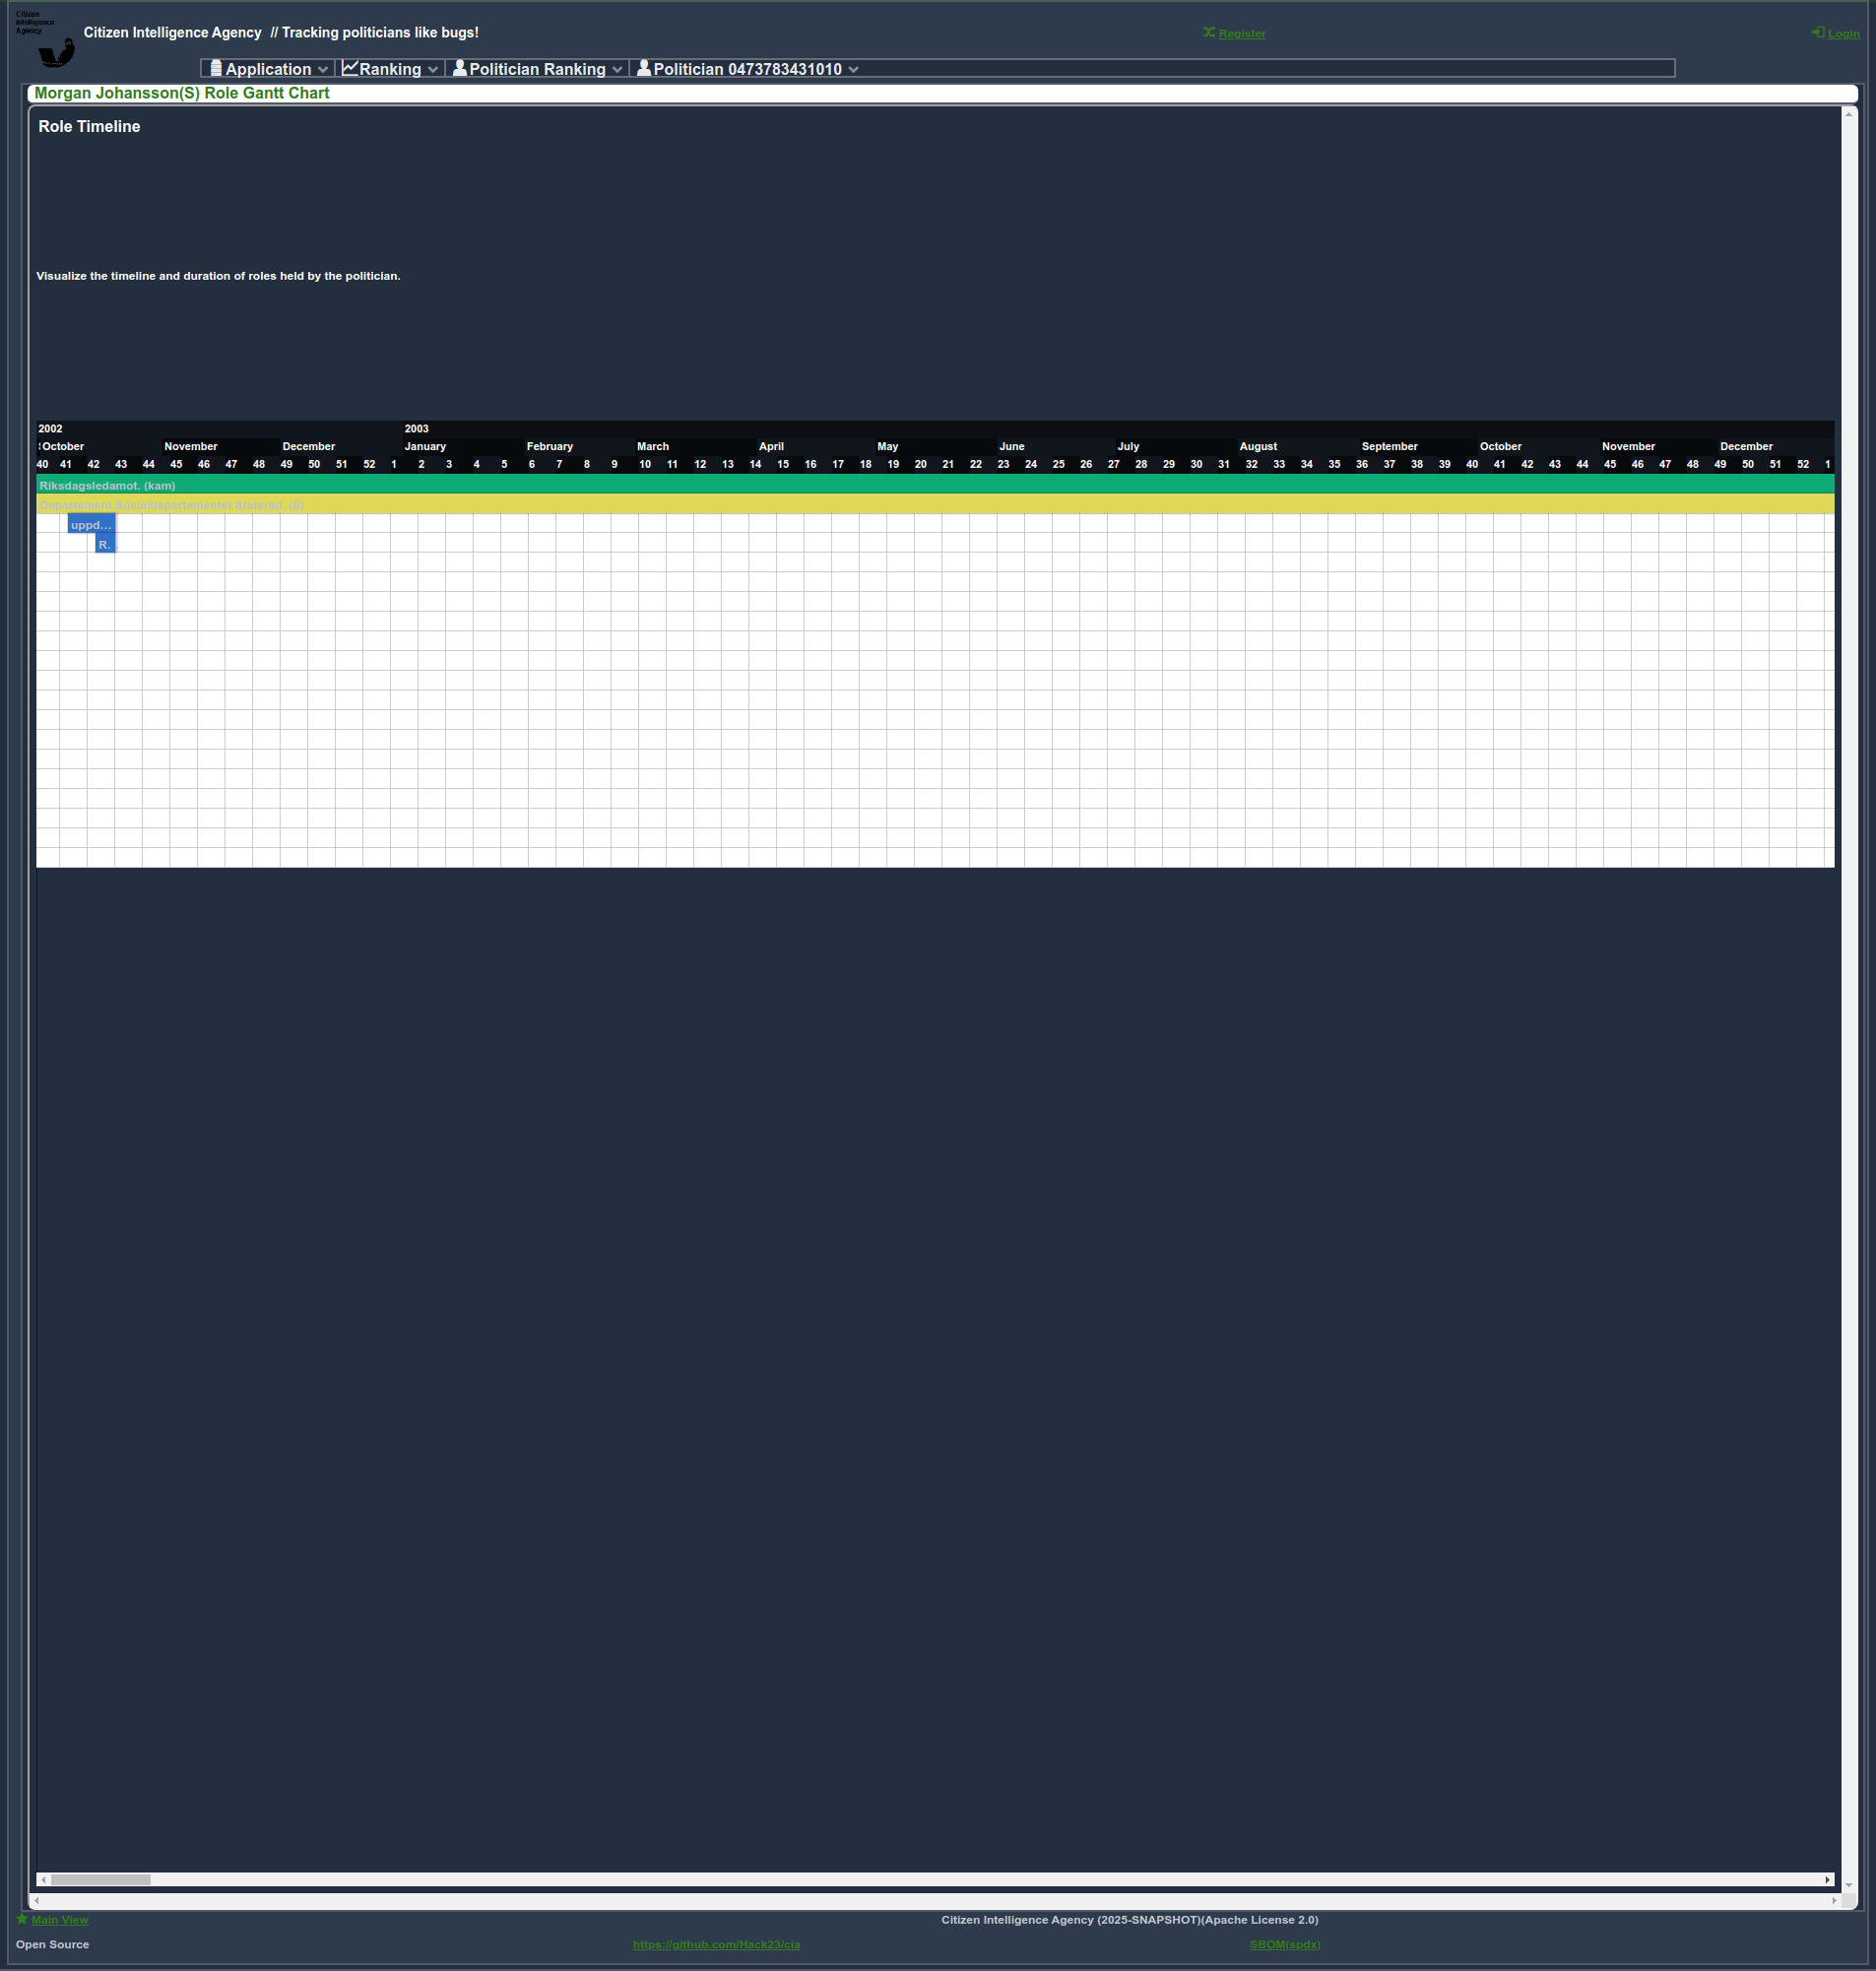 Citizen
Intelligence
Agency
Citizen Intelligence Agency // Tracking politicians like bugs!
Register
Login
Application
Ranking
Politician Ranking
Politician 0473783431010
Morgan Johansson(S) Role Gantt Chart
Role Timeline
Visualize the timeline and duration of roles held by the politician.
2002 2003
October November December January February March April May June July August September October November December
40 41 42 43 44 45 46 47 48 49 50 51 52 1 2 3 4 5 6 7 8 9 10 11 12 13 14 15 16 17 18 19 20 21 22 23 24 25 26 27 28 29 30 31 32 33 34 35 36 37 38 39 40 41 42 43 44 45 46 47 48 49 50 51 52 1
Riksdagsledamot. (kam)
Departement Socialdepartementet Statsråd. (S)
uppd...
R.
Main View
Citizen Intelligence Agency (2025-SNAPSHOT)(Apache License 2.0)
Open Source
https://github.com/Hack23/cia
SBOM(spdx)